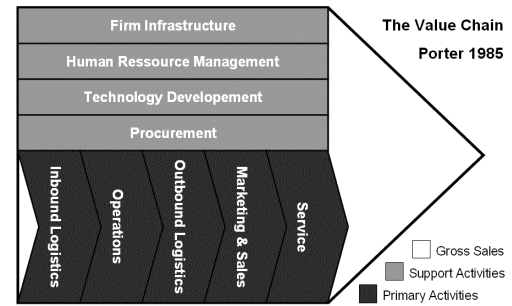 The Value Chain
Porter 1985
Firm Infrastructure
Human Ressource Management
Technology Developement
Procurement
Inbound Logistics
Operations
Outbound Logistics
Marketing & Sales
Service
Gross Sales
Support Activities
Primary Activities